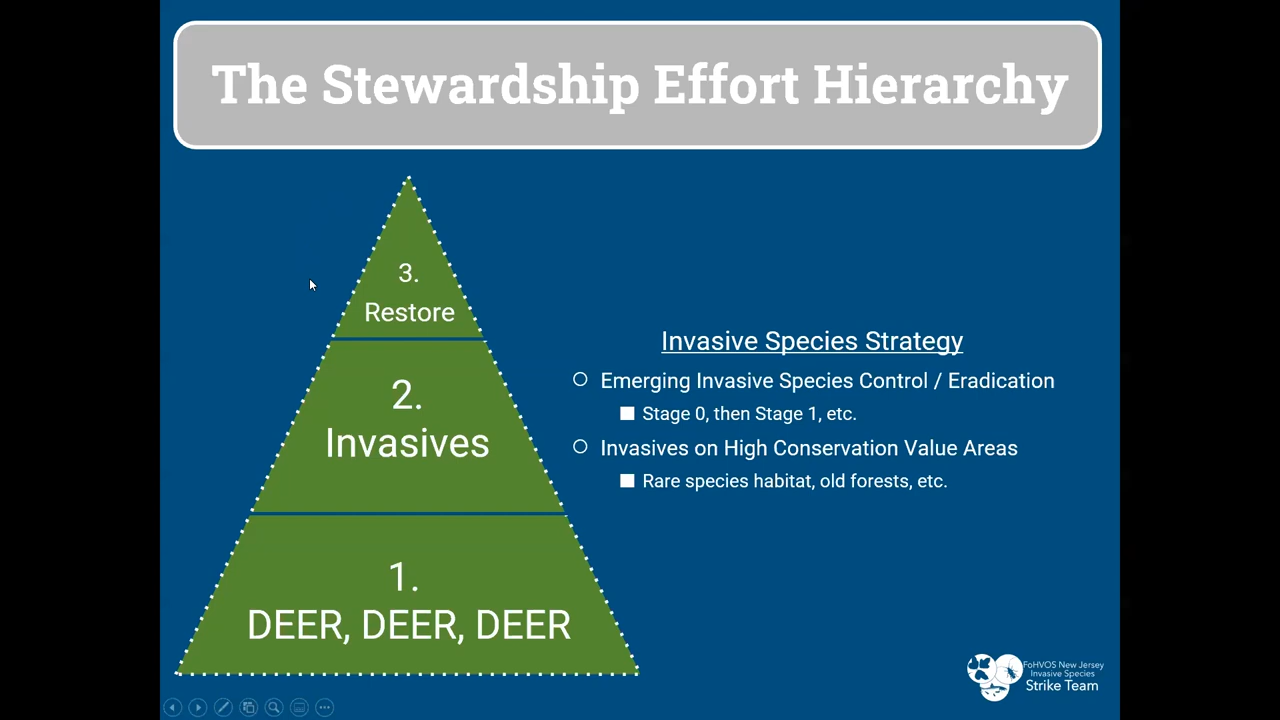 The Stewardship Effort Hierarchy
3.
Restore
2.
Invasives
1.
DEER, DEER, DEER
Invasive Species Strategy
Emerging Invasive Species Control / Eradication
Stage 0, then Stage 1, etc.
Invasives on High Conservation Value Areas
Rare species habitat, old forests, etc.
FoHVOS New Jersey
Invasive Species
Strike Team